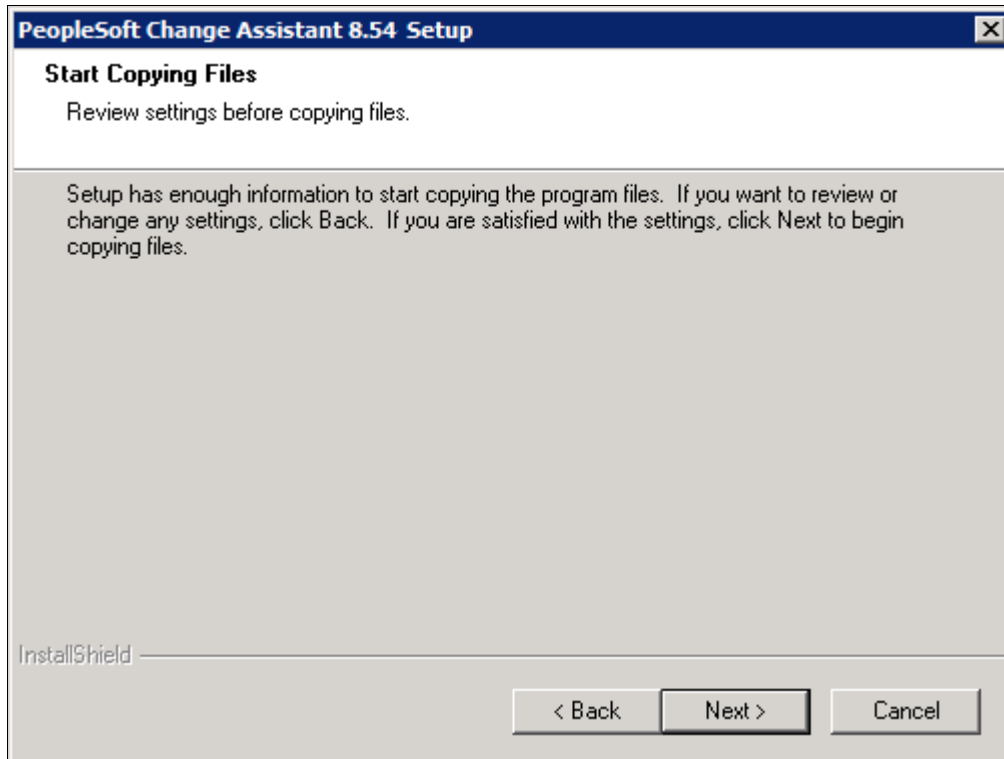 PeopleSoft Change Assistant 8.54 Setup
Start Copying Files
Review settings before copying files.
Setup has enough information to start copying the program files. If you want to review or
change any settings, click Back. If you are satisfied with the settings, click Next to begin
copying files.
InstallShield
< Back Next > Cancel